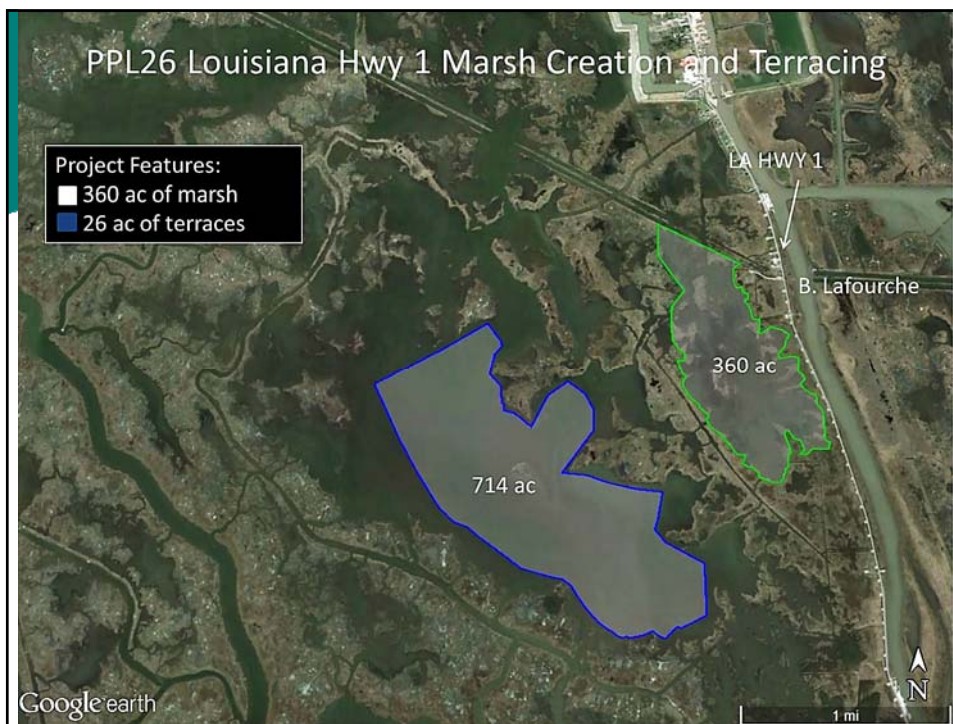 PPL26 Louisiana Hwy 1 Marsh Creation and Terracing
Project Features:
360 ac of marsh
26 ac of terraces
LA HWY 1
B. Lafourche
360 ac
714 ac
N
Google earth
1 mi